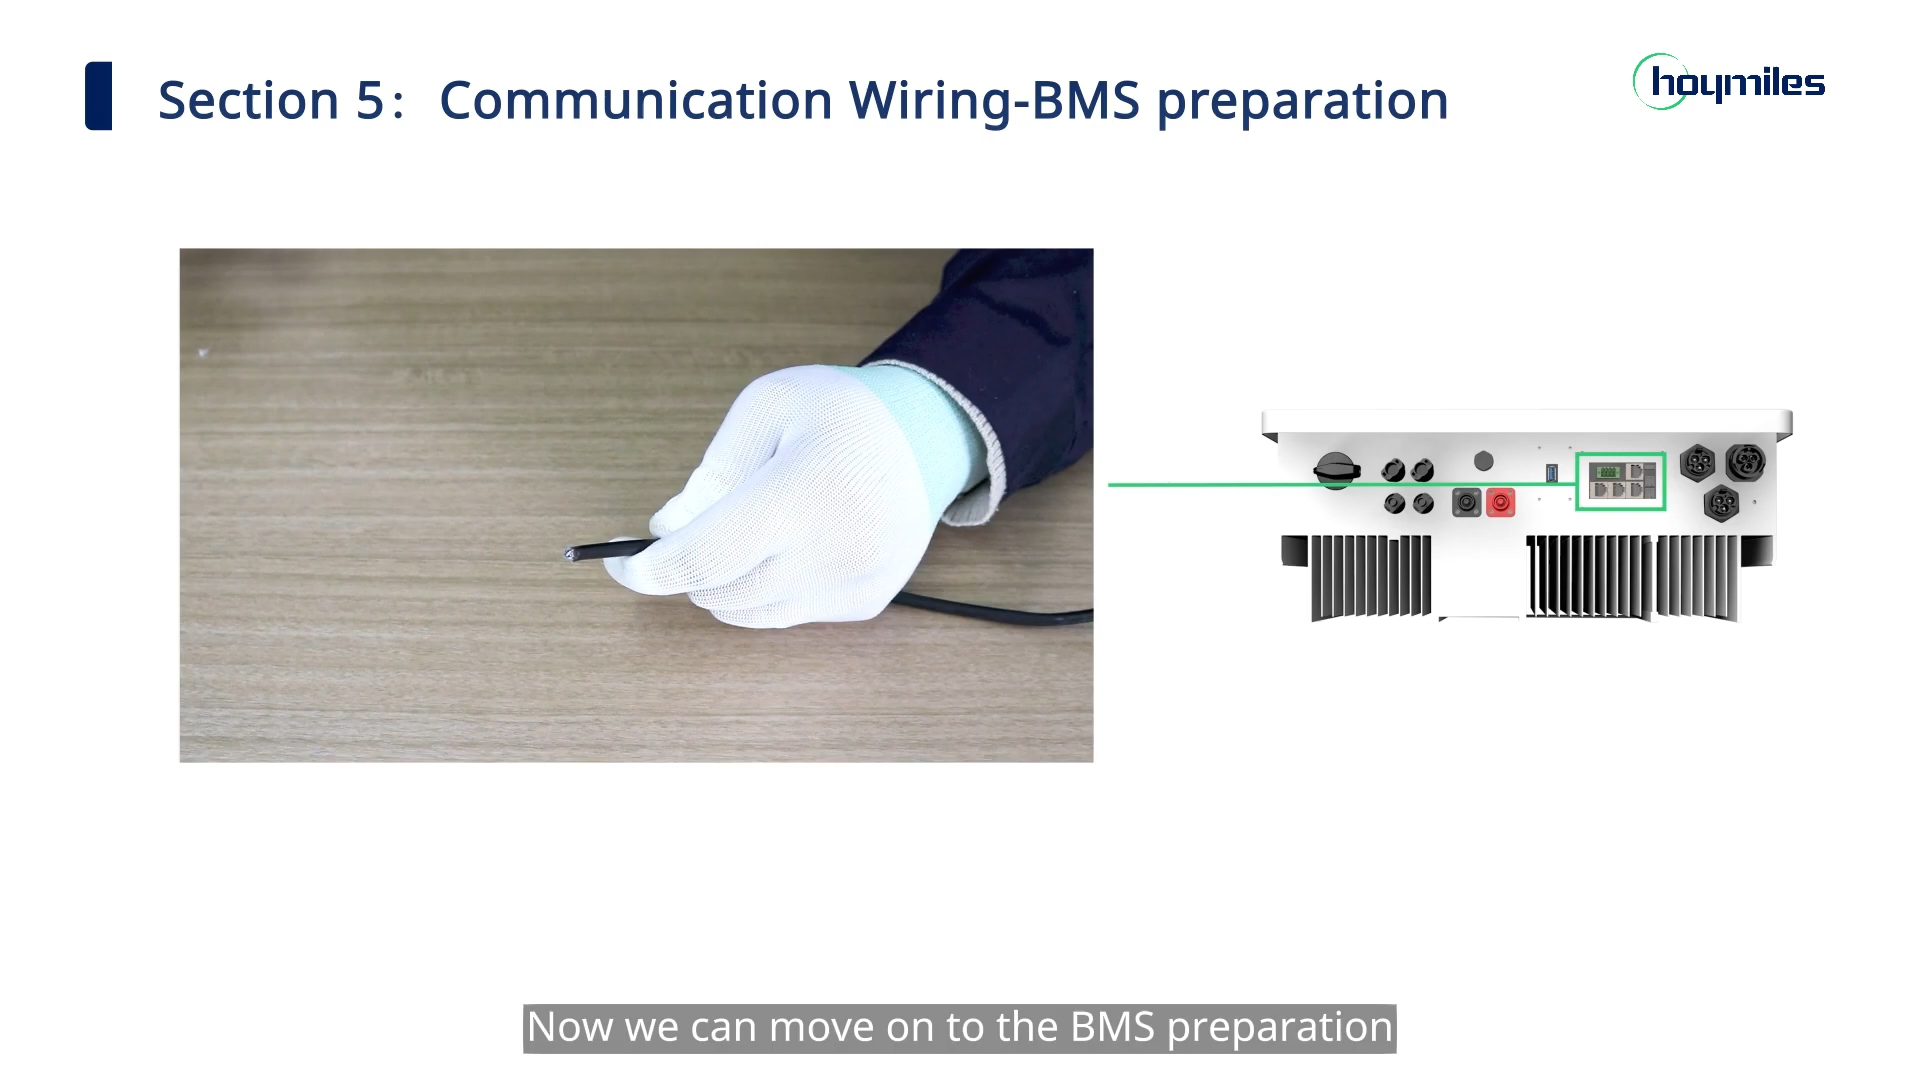 Section 5： Communication Wiring-BMS preparation
hoymiles
Now we can move on to the BMS preparation